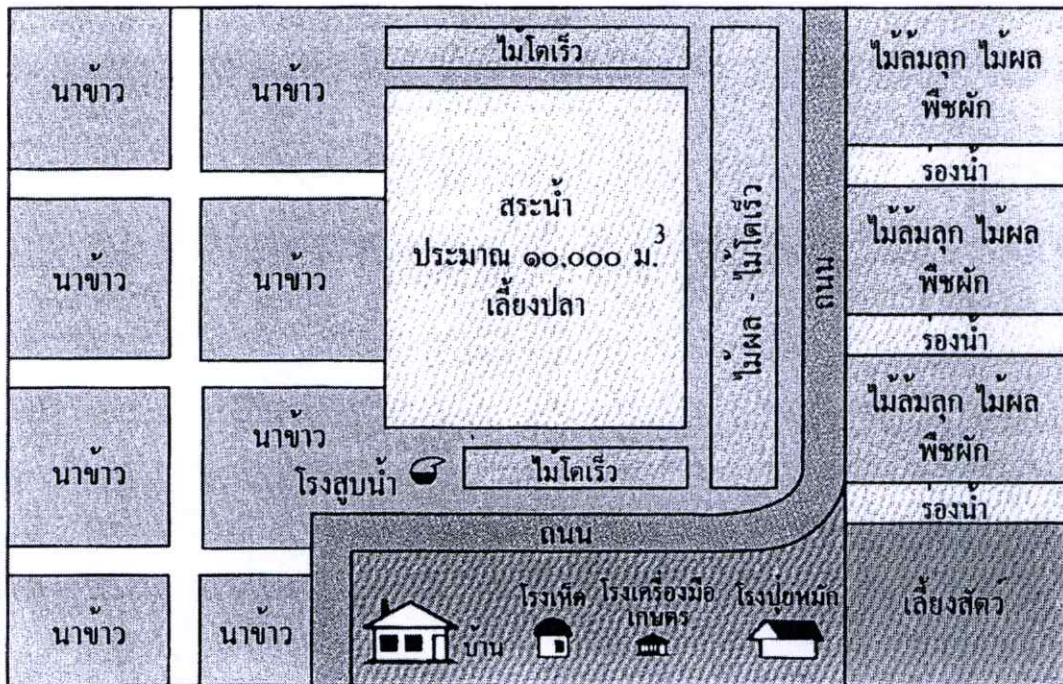 ไม้โตเร็ว
ไม้ล้มลุก ไม้ผล
พืชผัก
นาข้าว
นาข้าว
ร่องน้ำ
สระน้ำ
ประมาณ ๑๐,๐๐๐ ม.³
เลี้ยงปลา
ไม้ผล - ไม้โตเร็ว
ถนน
ไม้ล้มลุก ไม้ผล
พืชผัก
นาข้าว
นาข้าว
ร่องน้ำ
ไม้ล้มลุก ไม้ผล
พืชผัก
นาข้าว
นาข้าว
โรงสูบน้ำ
ไม้โตเร็ว
ร่องน้ำ
ถนน
นาข้าว
นาข้าว
บ้าน
โรงเห็ด
โรงเครื่องมือ
เกษตร
โรงปุ๋ยหมัก
เลี้ยงสัตว์